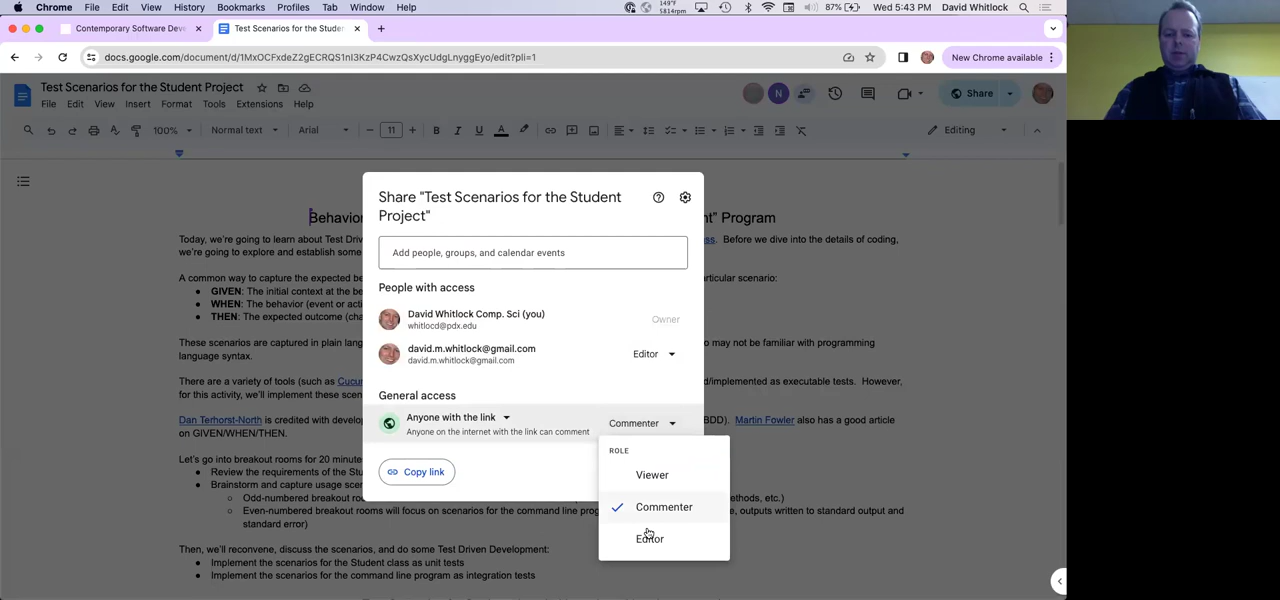 Chrome File Edit View History Bookmarks Profiles Tab Window Help 149°F 5814rpm 87% Wed 5:43 PM David Whitlock
Contemporary Software Deve Test Scenarios for the Studen
docs.google.com/document/d/1MxOCFxdeZ2gECRQS1nI3KzP4CwzQsXycUdgLnyggEyo/edit?pli=1 New Chrome available
Test Scenarios for the Student Project
File Edit View Insert Format Tools Extensions Help
N Share
100% Normal text Arial 11 Editing
Share "Test Scenarios for the Student
Project"
Behavior " Program
Today, we're going to learn about Test Driv ss. Before we dive into the details of coding,
we're going to explore and establish some
Add people, groups, and calendar events
A common way to capture the expected be articular scenario:
GIVEN: The initial context at the be
People with access
WHEN: The behavior (event or acti
THEN: The expected outcome (cha
David Whitlock Comp. Sci (you)
whitlocd@pdx.edu
Owner
These scenarios are captured in plain lang o may not be familiar with programming
language syntax.
david.m.whitlock@gmail.com
david.m.whitlock@gmail.com
Editor
There are a variety of tools (such as Cucu d/implemented as executable tests. However,
for this activity, we'll implement these scen
General access
Anyone with the link
Anyone on the internet with the link can comment
Commenter
Dan Terhorst-North is credited with develop BDD). Martin Fowler also has a good article
on GIVEN/WHEN/THEN.
ROLE
Viewer
Commenter
Editor
Let's go into breakout rooms for 20 minute
Copy link
Review the requirements of the Stu
Brainstorm and capture usage scen
Odd-numbered breakout roo ethods, etc.)
Even-numbered breakout rooms will focus on scenarios for the command line prog e, outputs written to standard output and
standard error)
Then, we'll reconvene, discuss the scenarios, and do some Test Driven Development:
Implement the scenarios for the Student class as unit tests
Implement the scenarios for the command line program as integration tests